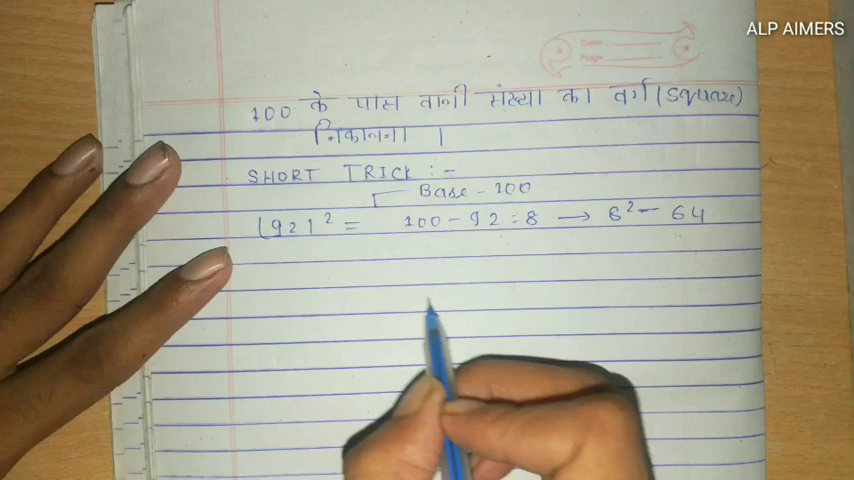 ALP AIMERS
100 के पास वाली संख्या का वर्ग (Square)
निकालना |
SHORT TRICK :-
Base - 100
(92)² = 100 - 92 = 8 → 8² - 64